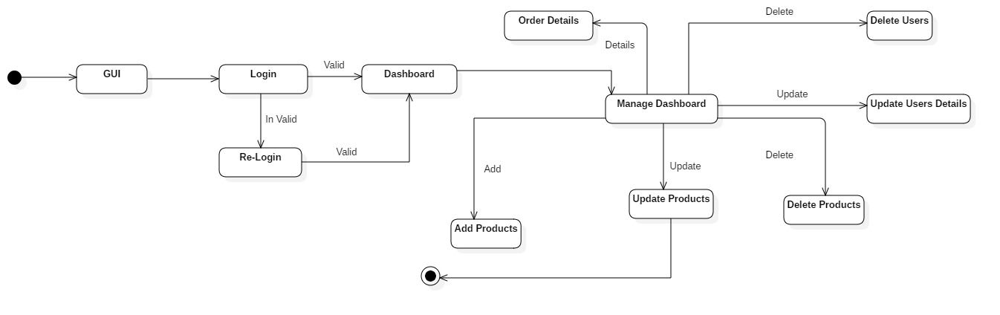 Delete
Order Details
Delete Users
Details
Valid
GUI
Login
Dashboard
Update
Manage Dashboard
Update Users Details
In Valid
Valid
Re-Login
Delete
Add
Update
Update Products
Delete Products
Add Products